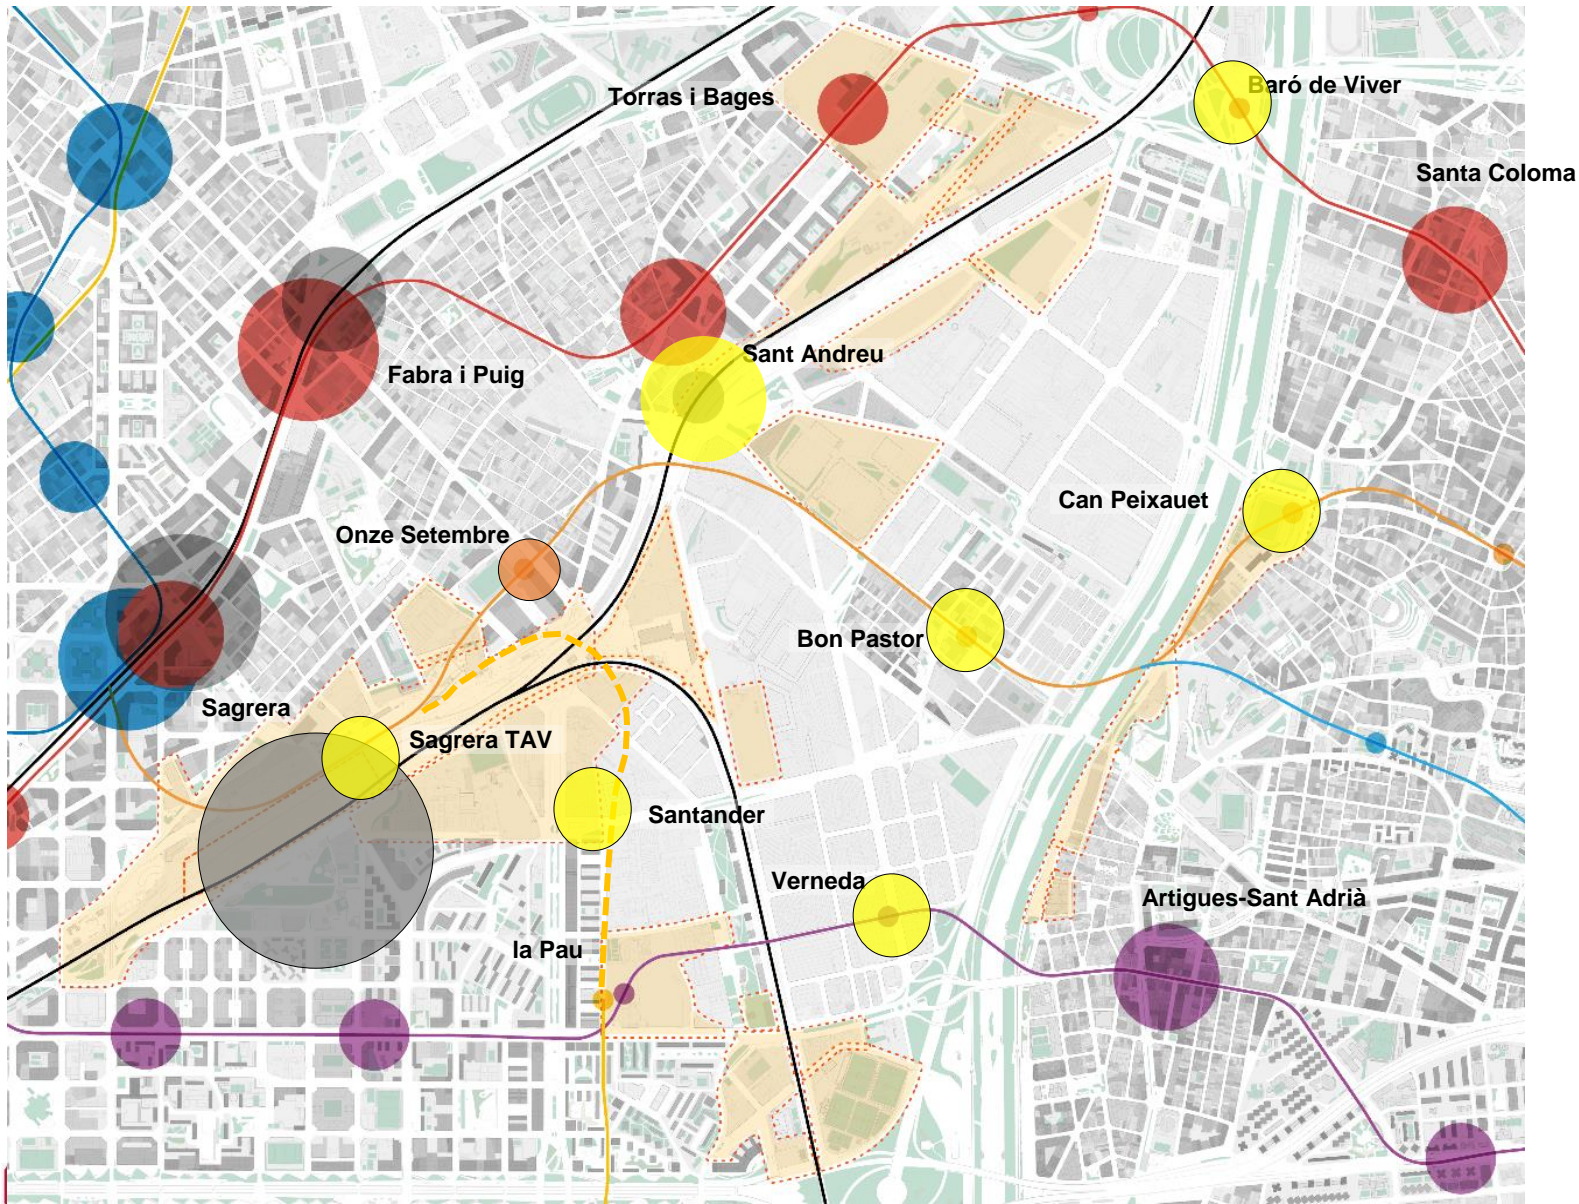 Torras i Bages
Baró de Viver
Santa Coloma
Sant Andreu
Fabra i Puig
Can Peixauet
Onze Setembre
Bon Pastor
Sagrera
Sagrera TAV
Santander
Verneda
Artigues-Sant Adrià
la Pau